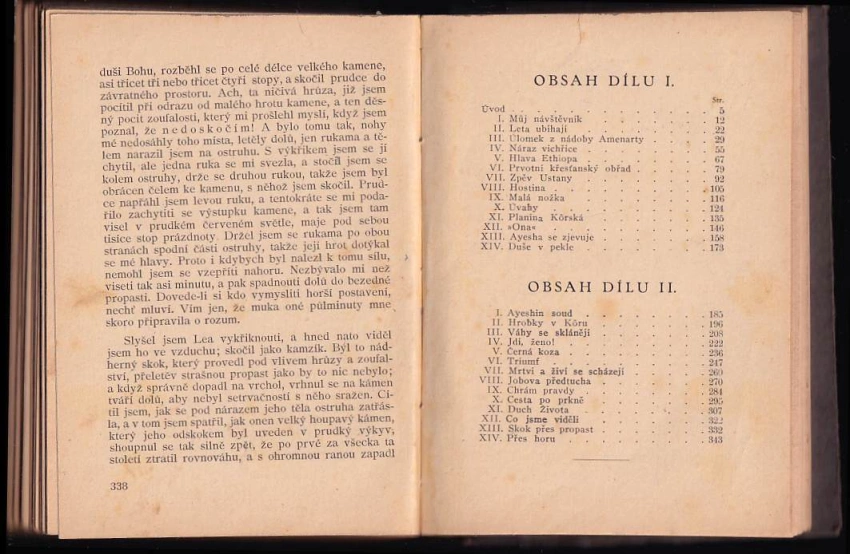 duši Bohu, rozběhl se po celé délce velkého kamene,
asi třicet tři nebo třicet čtyři stopy, a skočil prudce do
závratného prostoru. Ach, ta ničivá hrůza, již jsem
pocítil při odrazu od malého hrotu kamene, a ten děs-
ný pocit zoufalosti, který mi prošlehl myslí, když jsem
poznal, že nedoskočím! A bylo tomu tak, nohy
mé nedosáhly toho místa, letěly dolů, jen rukama a tě-
lem narazil jsem na ostruhu. S výkřikem jsem se jí
chytil, ale jedna ruka se mi svezla, a stočil jsem se
kolem ostruhy, drže se druhou rukou, takže jsem byl
obrácen čelem ke kamenu, s něhož jsem skočil. Prud-
ce napřáhl jsem levou ruku, a tentokráte se mi poda-
řilo zachytiti se výstupku kamene, a tak jsem tam
visel v prudkém červeném světle, maje pod sebou
tisíce stop prázdnoty. Držel jsem se rukama po obou
stranách spodní části ostruhy, takže její hrot dotýkal
se mé hlavy. Proto i kdybych byl nalezl k tomu sílu,
nemohl jsem se vzepříti nahoru. Nezbývalo mi než
viseti tak asi minutu, a pak spadnouti dolů do bezedné
propasti. Dovede-li si kdo vymysliti horší postavení,
nechť mluví. Vím jen, že muka oné půlminuty mne
skoro připravila o rozum.
Slyšel jsem Lea vykřiknouti, a hned nato viděl
jsem ho ve vzduchu; skočil jako kamzík. Byl to nád-
herný skok, který provedl pod vlivem hrůzy a zoufal-
ství, přeletěv strašnou propast jako by to nic nebylo;
a když správně dopadl na vrchol, vrhnul se na kámen
tváří dolů, aby nebyl setrvačností s něho sražen. Cí-
til jsem, jak se pod nárazem jeho těla ostruha zatřás-
la, a v tom jsem spatřil, jak onen velký houpavý kámen,
který jeho odskokem byl uveden v prudký výkyv,
šhoupnul se tak silně zpět, že po prvé za všecka ta
století ztratil rovnováhu, a s ohromnou ranou zapadl
338
OBSAH DÍLU I.
Str.
Úvod . . . . . . . . . . 5
I. Můj návštěvník . . . . . . . 12
II. Leta ubíhají . . . . . . . 22
III. Úlomek z nádoby Amenarty . . . . 29
IV. Náraz vichřice . . . . . . . 55
V. Hlava Ethiopa . . . . . . . 67
VI. Prvotní křesťanský obřad . . . . 79
VII. Zpěv Ustany . . . . . . . 92
VIII. Hostina . . . . . . . . 105
IX. Malá nožka . . . . . . . 116
X. Úvahy . . . . . . . . 124
XI. Planina Kôrská . . . . . . 135
XII. »Ona« . . . . . . . . 146
XIII. Ayesha se zjevuje . . . . . . 158
XIV. Duše v pekle . . . . . . . 173
OBSAH DÍLU II.
I. Ayeshin soud . . . . . . . 185
II. Hrobky v Kôru . . . . . . 196
III. Váhy se sklánějí . . . . . . 208
IV. Jdi, ženo! . . . . . . . 222
V. Černá koza . . . . . . . 236
VI. Triumf . . . . . . . . 247
VII. Mrtví a živí se scházejí . . . . . 260
VIII. Jobova předtucha . . . . . . 270
IX. Chrám pravdy . . . . . . . 284
X. Cesta po prkně . . . . . . 295
XI. Duch Života . . . . . . . 307
XII. Co jsme viděli . . . . . . 322
XIII. Skok přes propast . . . . . . 332
XIV. Přes horu . . . . . . . 343